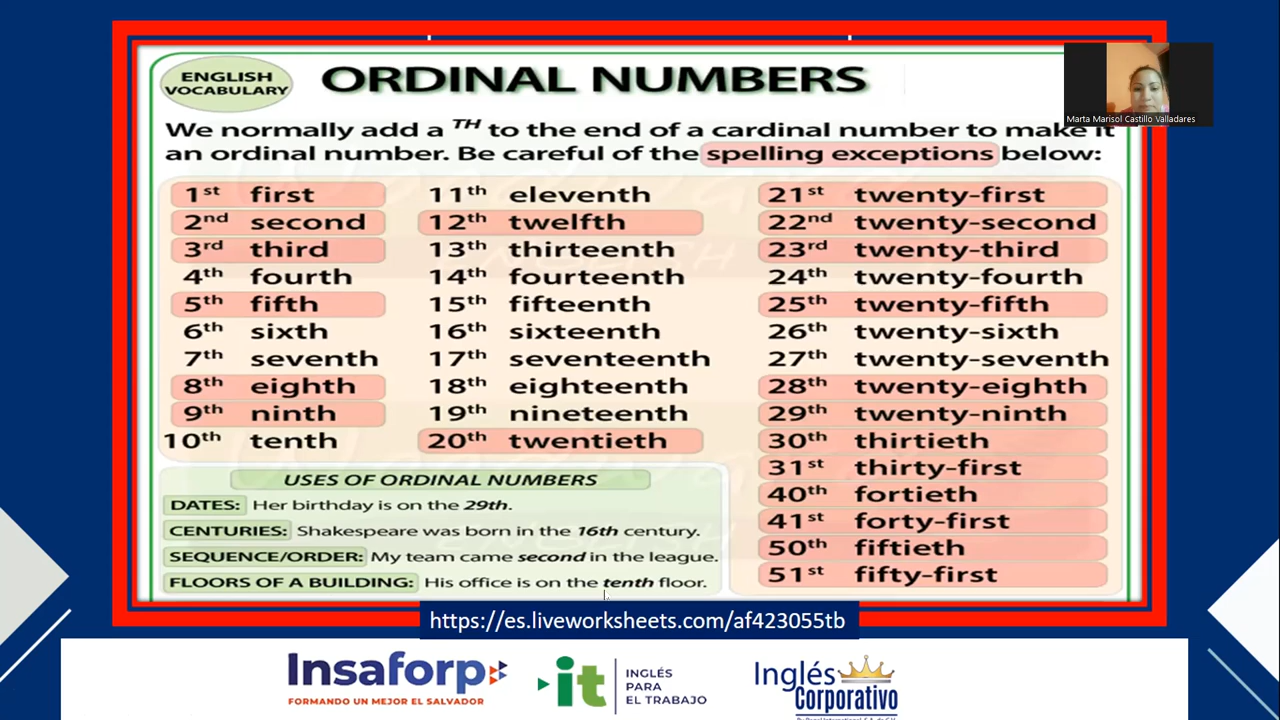 ENGLISH
VOCABULARY
ORDINAL NUMBERS
Marta Marisol Castillo Valladares
We normally add a TH to the end of a cardinal number to make it
an ordinal number. Be careful of the spelling exceptions below:
1st first
2nd second
3rd third
4th fourth
5th fifth
6th sixth
7th seventh
8th eighth
9th ninth
10th tenth
11th eleventh
12th twelfth
13th thirteenth
14th fourteenth
15th fifteenth
16th sixteenth
17th seventeenth
18th eighteenth
19th nineteenth
20th twentieth
21st twenty-first
22nd twenty-second
23rd twenty-third
24th twenty-fourth
25th twenty-fifth
26th twenty-sixth
27th twenty-seventh
28th twenty-eighth
29th twenty-ninth
30th thirtieth
31st thirty-first
40th fortieth
41st forty-first
50th fiftieth
51st fifty-first
USES OF ORDINAL NUMBERS
DATES: Her birthday is on the 29th.
CENTURIES: Shakespeare was born in the 16th century.
SEQUENCE/ORDER: My team came second in the league.
FLOORS OF A BUILDING: His office is on the tenth floor.
https://es.liveworksheets.com/af423055tb
Insaforp
FORMANDO UN MEJOR EL SALVADOR
it
INGLÉS
PARA
EL TRABAJO
Inglés
Corporativo